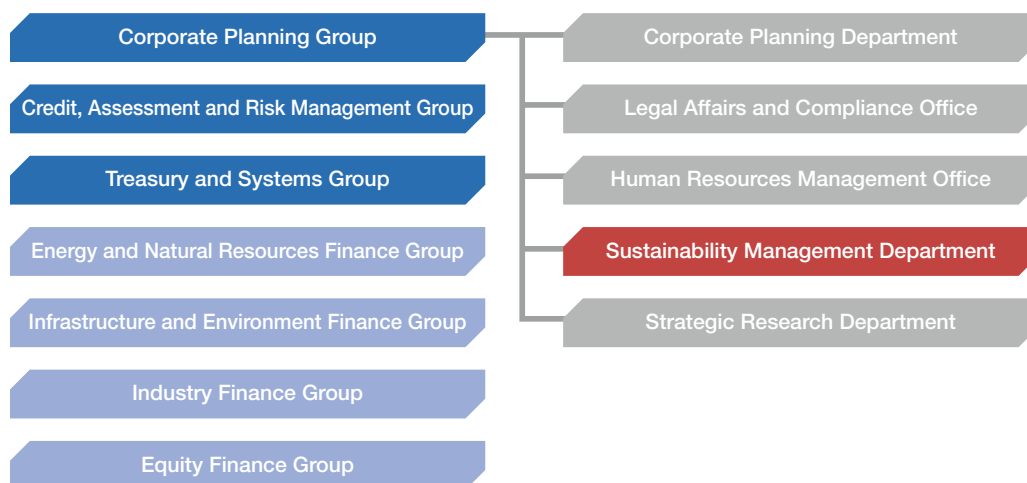 Corporate Planning Group
Credit, Assessment and Risk Management Group
Treasury and Systems Group
Energy and Natural Resources Finance Group
Infrastructure and Environment Finance Group
Industry Finance Group
Equity Finance Group
Corporate Planning Department
Legal Affairs and Compliance Office
Human Resources Management Office
Sustainability Management Department
Strategic Research Department